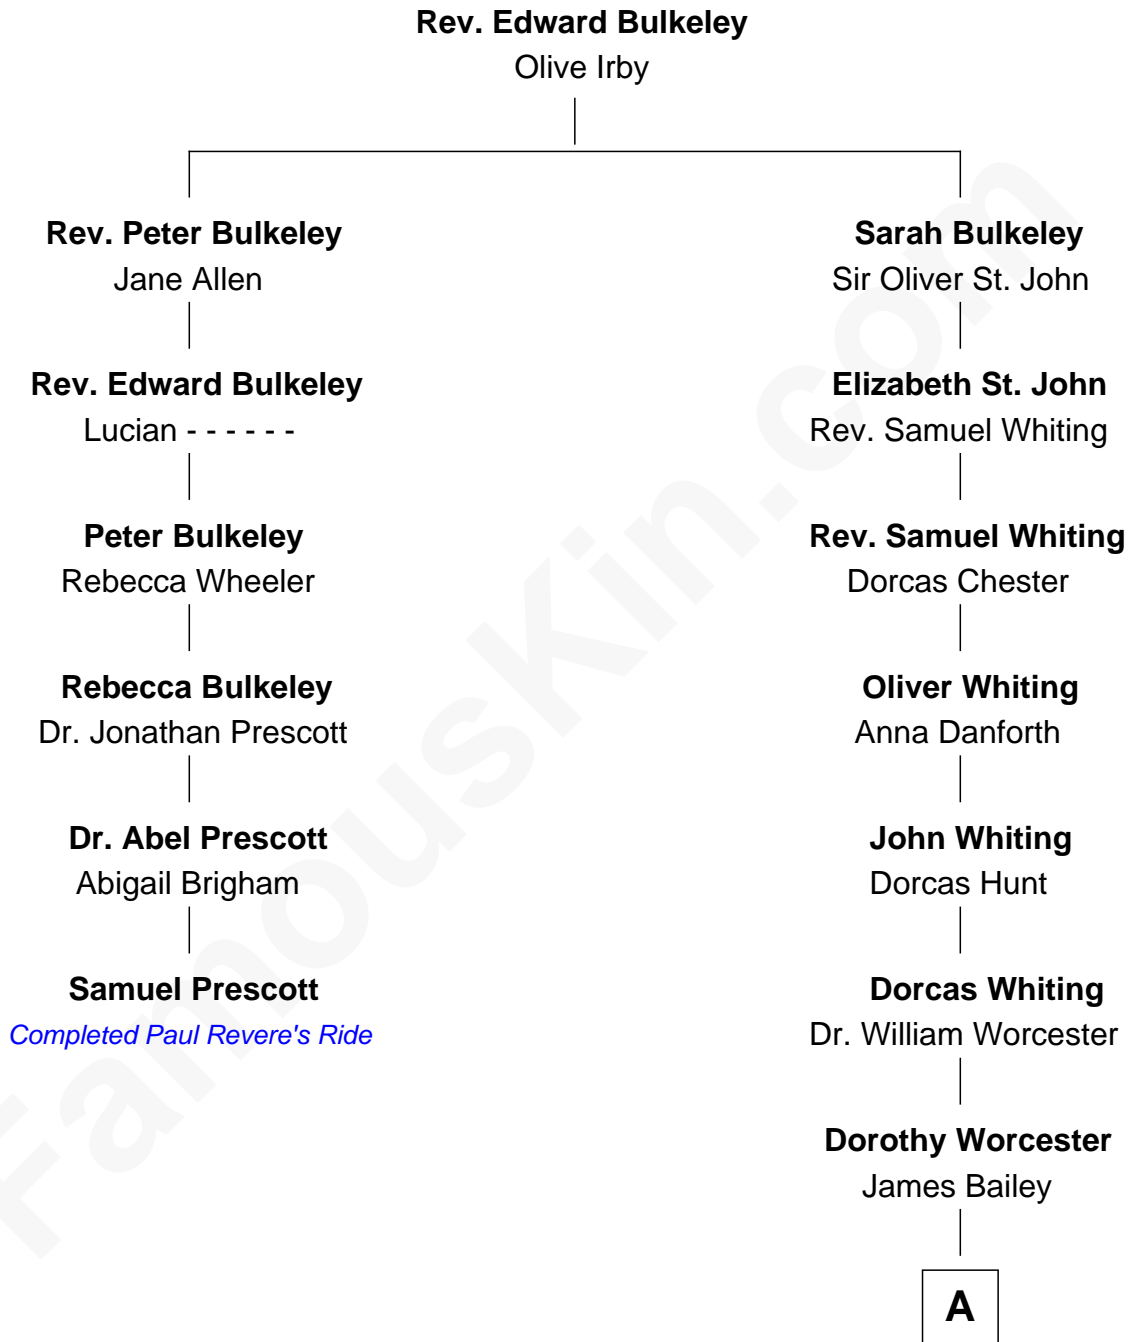 Rev. Edward Bulkeley
Olive Irby
Rev. Peter Bulkeley
Jane Allen
Rev. Edward Bulkeley
Lucian - - - - - -
Peter Bulkeley
Rebecca Wheeler
Rebecca Bulkeley
Dr. Jonathan Prescott
Dr. Abel Prescott
Abigail Brigham
Samuel Prescott
Completed Paul Revere's Ride
Sarah Bulkeley
Sir Oliver St. John
Elizabeth St. John
Rev. Samuel Whiting
Rev. Samuel Whiting
Dorcas Chester
Oliver Whiting
Anna Danforth
John Whiting
Dorcas Hunt
Dorcas Whiting
Dr. William Worcester
Dorothy Worcester
James Bailey
A
FamousKin.com